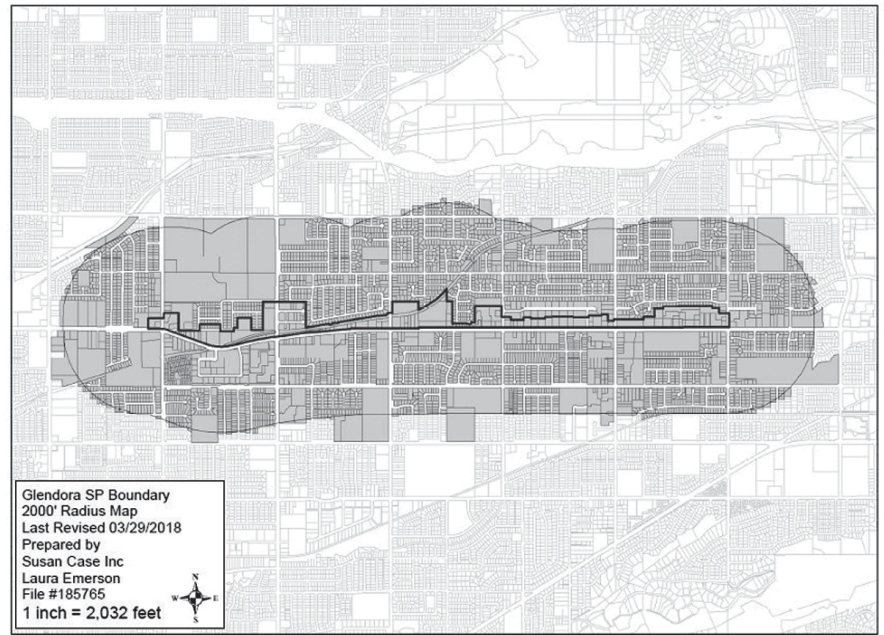 Glendora SP Boundary
2000' Radius Map
Last Revised 03/29/2018
Prepared by
Susan Case Inc
Laura Emerson
File #185765
N
W E
S
1 inch = 2,032 feet